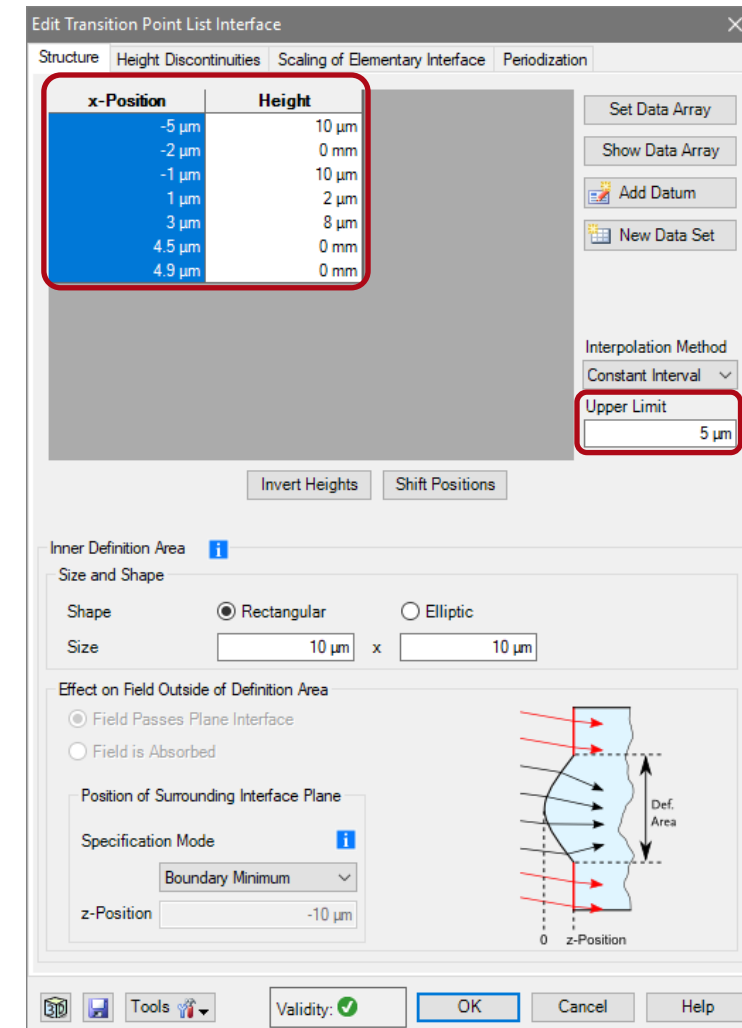 Edit Transition Point List Interface
Structure Height Discontinuities Scaling of Elementary Interface Periodization
x-Position Height
-5 µm 10 µm
-2 µm 0 mm
-1 µm 10 µm
1 µm 2 µm
3 µm 8 µm
4.5 µm 0 mm
4.9 µm 0 mm
Set Data Array
Show Data Array
Add Datum
New Data Set
Interpolation Method
Constant Interval
Upper Limit
5 µm
Invert Heights Shift Positions
Inner Definition Area i
Size and Shape
Shape Rectangular Elliptic
Size 10 µm x 10 µm
Effect on Field Outside of Definition Area
Field Passes Plane Interface
Field is Absorbed
Position of Surrounding Interface Plane
Specification Mode i
Boundary Minimum
z-Position -10 µm
Def.
Area
0 z-Position
3D Tools Validity: OK Cancel Help